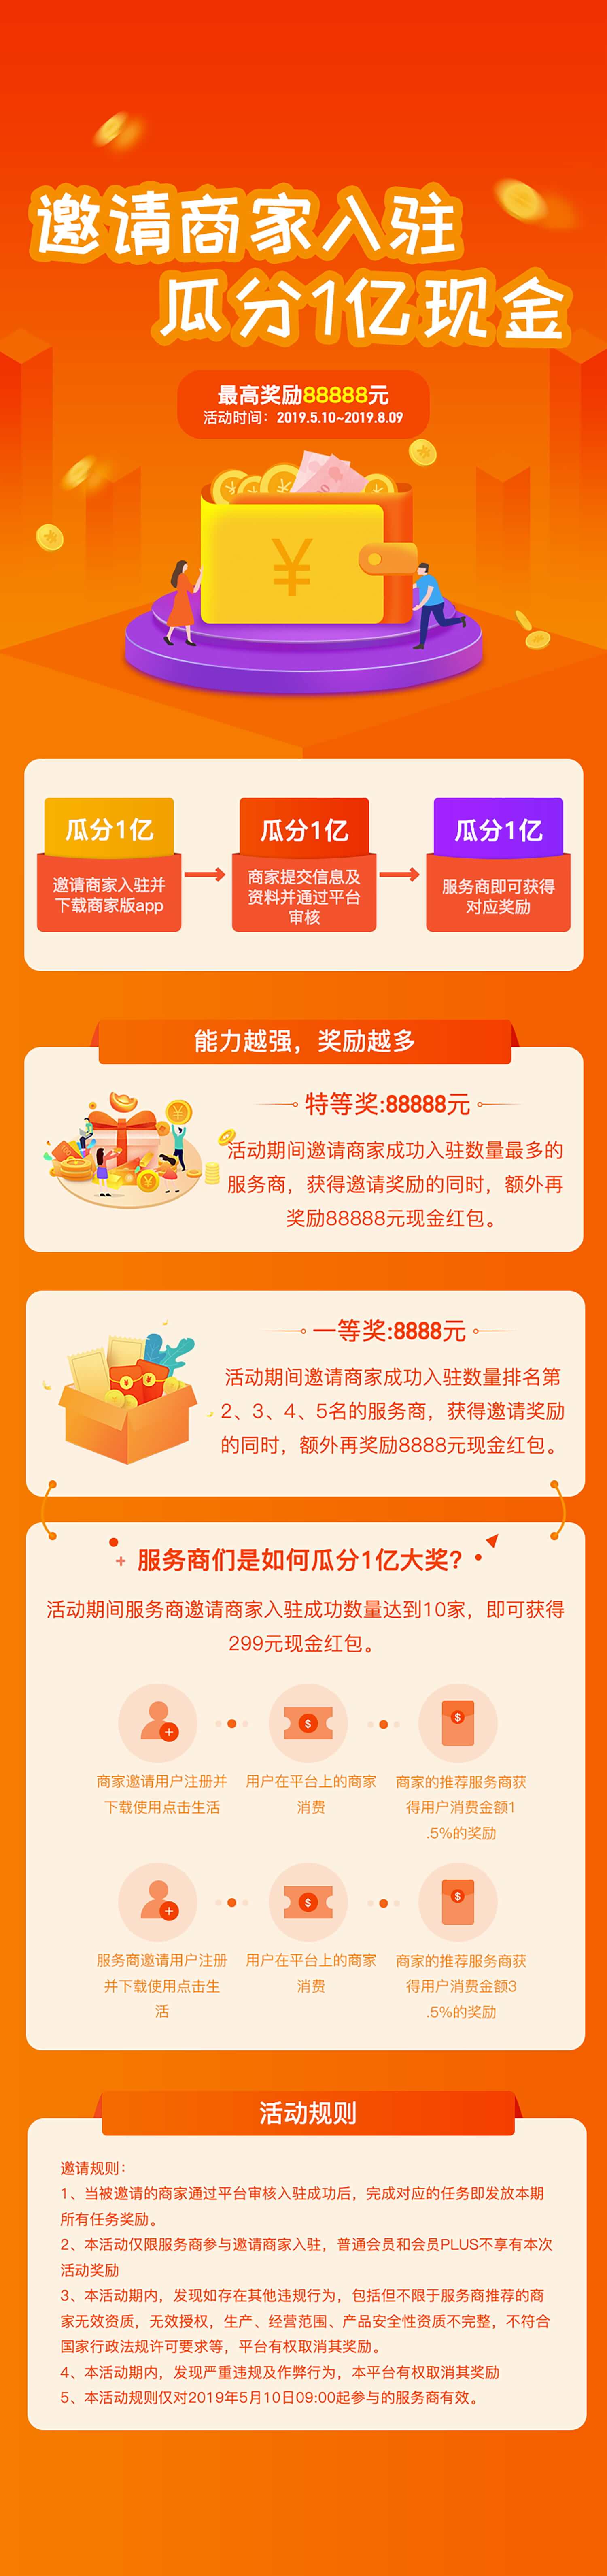 邀请商家入驻
瓜分1亿现金
最高奖励88888元
活动时间：2019.5.10~2019.8.09
¥
瓜分1亿
邀请商家入驻并
下载商家版app
瓜分1亿
商家提交信息及
资料并通过平台
审核
瓜分1亿
服务商即可获得
对应奖励
能力越强，奖励越多
特等奖:88888元
活动期间邀请商家成功入驻数量最多的
服务商，获得邀请奖励的同时，额外再
奖励88888元现金红包。
一等奖:8888元
活动期间邀请商家成功入驻数量排名第
2、3、4、5名的服务商，获得邀请奖励
的同时，额外再奖励8888元现金红包。
服务商们是如何瓜分1亿大奖?
活动期间服务商邀请商家入驻成功数量达到10家，即可获得
299元现金红包。
商家邀请用户注册并
下载使用点击生活
用户在平台上的商家
消费
商家的推荐服务商获
得用户消费金额1
.5%的奖励
服务商邀请用户注册
并下载使用点击生
活
用户在平台上的商家
消费
商家的推荐服务商获
得用户消费金额3
.5%的奖励
活动规则
邀请规则：
1、当被邀请的商家通过平台审核入驻成功后，完成对应的任务即发放本期
所有任务奖励。
2、本活动仅限服务商参与邀请商家入驻，普通会员和会员PLUS不享有本次
活动奖励
3、本活动期内，发现如存在其他违规行为，包括但不限于服务商推荐的商
家无效资质，无效授权，生产、经营范围、产品安全性资质不完整，不符合
国家行政法规许可要求等，平台有权取消其奖励。
4、本活动期内，发现严重违规及作弊行为，本平台有权取消其奖励
5、本活动规则仅对2019年5月10日09:00起参与的服务商有效。